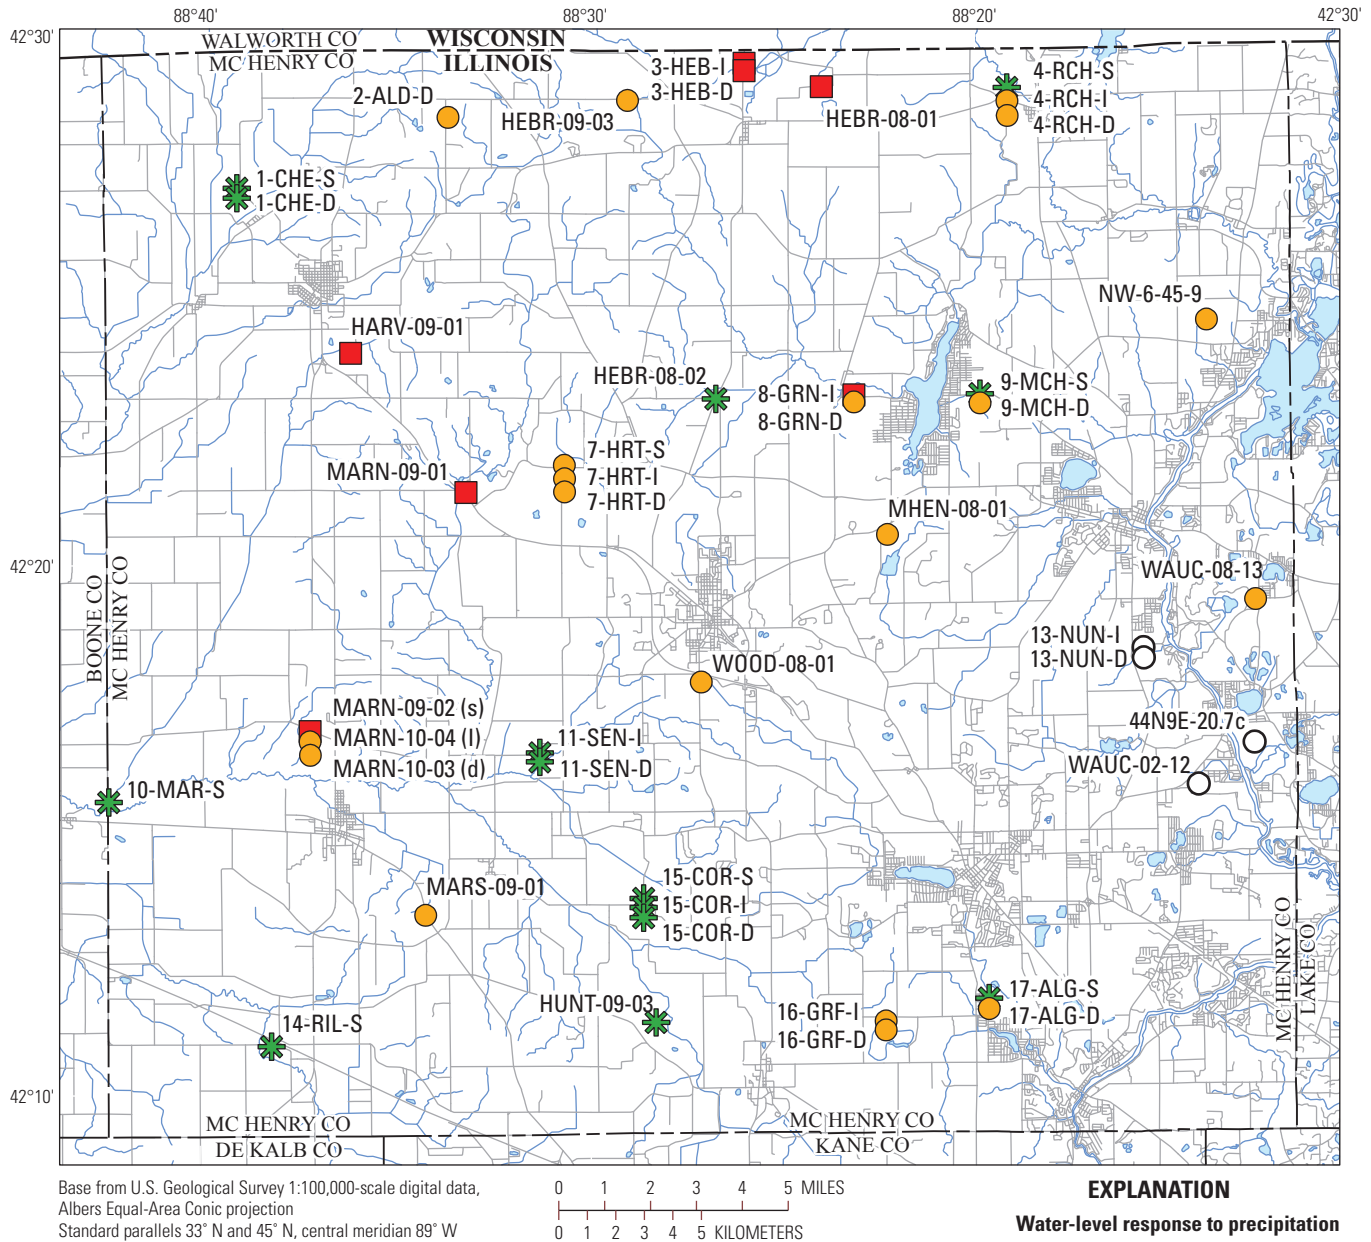 88°40'
88°30'
88°20'
42°30'
42°30'
WALWORTH CO
MC HENRY CO
WISCONSIN
ILLINOIS
3-HEB-I
3-HEB-D
2-ALD-D
HEBR-09-03
HEBR-08-01
4-RCH-S
4-RCH-I
4-RCH-D
1-CHE-S
1-CHE-D
NW-6-45-9
HARV-09-01
HEBR-08-02
8-GRN-I
8-GRN-D
9-MCH-S
9-MCH-D
7-HRT-S
7-HRT-I
7-HRT-D
MARN-09-01
MHEN-08-01
42°20'
WAUC-08-13
BOONE CO
MC HENRY CO
13-NUN-I
13-NUN-D
WOOD-08-01
MARN-09-02 (s)
MARN-10-04 (I)
MARN-10-03 (d)
11-SEN-I
11-SEN-D
44N9E-20.7c
WAUC-02-12
10-MAR-S
MARS-09-01
15-COR-S
15-COR-I
15-COR-D
MC HENRY CO
LAKE CO
HUNT-09-03
14-RIL-S
16-GRF-I
16-GRF-D
17-ALG-S
17-ALG-D
42°10'
MC HENRY CO
DE KALB CO
MC HENRY CO
KANE CO
Base from U.S. Geological Survey 1:100,000-scale digital data,
Albers Equal-Area Conic projection
Standard parallels 33° N and 45° N, central meridian 89° W
0 1 2 3 4 5 MILES
0 1 2 3 4 5 KILOMETERS
EXPLANATION
Water-level response to precipitation